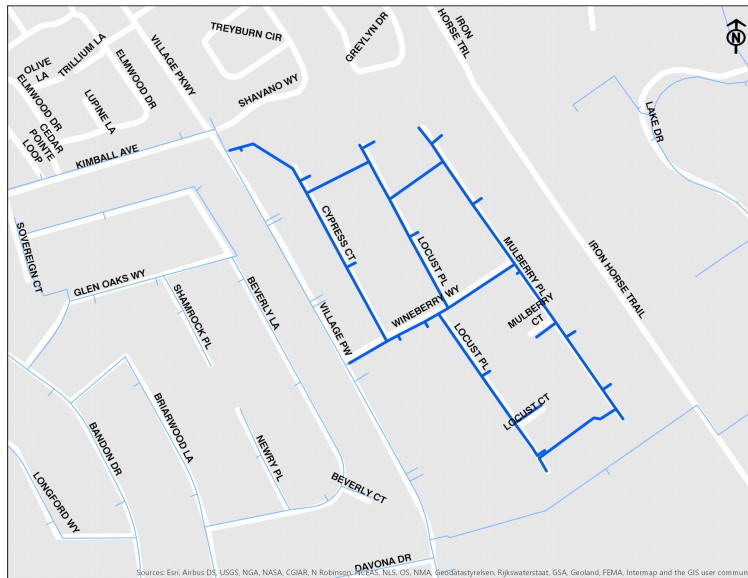 TREYBURN CIR
GREYLYN DR
IRON
HORSE TRL
N
VILLAGE PKWY
TRILLIUM LA
OLIVE
LA
ELMWOOD DR
SHAVANO WY
ELMWOOD DR
LUPINE LA
CEDAR
POINTE
LOOP
LAKE DR
KIMBALL AVE
CYPRESS CT
LOCUST PL
MULBERRY PL
IRON HORSE TRAIL
SOVEREIGN CT
GLEN OAKS WY
SHAMROCK PL
BEVERLY LA
VILLAGE PW
WINEBERRY WY
MULBERRY
CT
LOCUST PL
LOCUST CT
BRIARWOOD LA
BANDON DR
NEWRY PL
LONGFORD WY
BEVERLY CT
DAVONA DR
Sources: Esri, Airbus DS, USGS, NGA, NASA, CGIAR, N Robinson, NCEAS, NLS, OS, NMA, Geodatastyrelsen, Rijkswaterstaat, GSA, Geoland, FEMA, Intermap and the GIS user commun